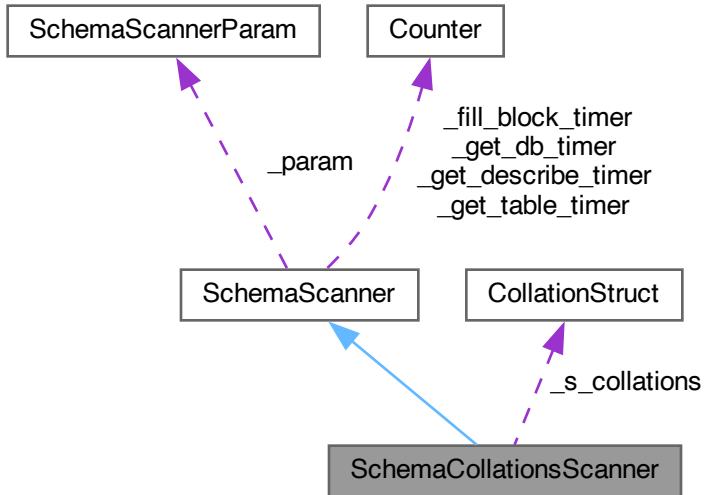 SchemaScannerParam
Counter
_fill_block_timer
_get_db_timer
_get_describe_timer
_get_table_timer
_param
SchemaScanner
CollationStruct
_s_collations
SchemaCollationsScanner